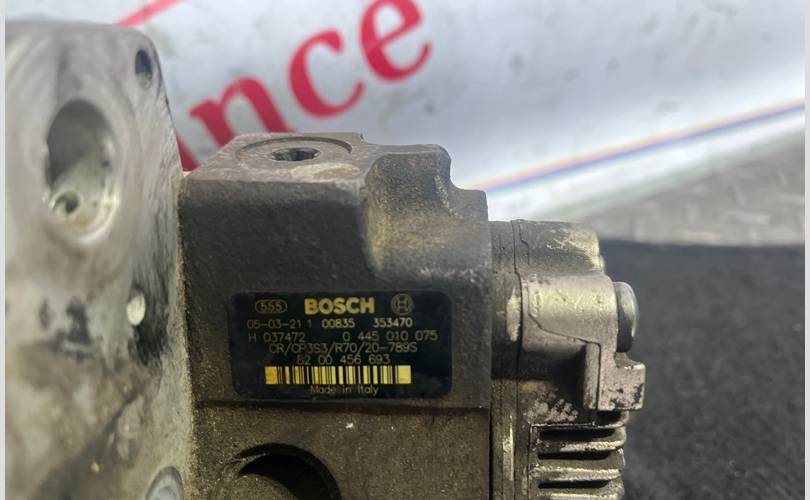 nance
555 BOSCH
05-03-21 1 00835 353470
H 037472 0 445 010 075
CR/CP3S3/R70/20-789S
82 00 456 693
Made in Italy